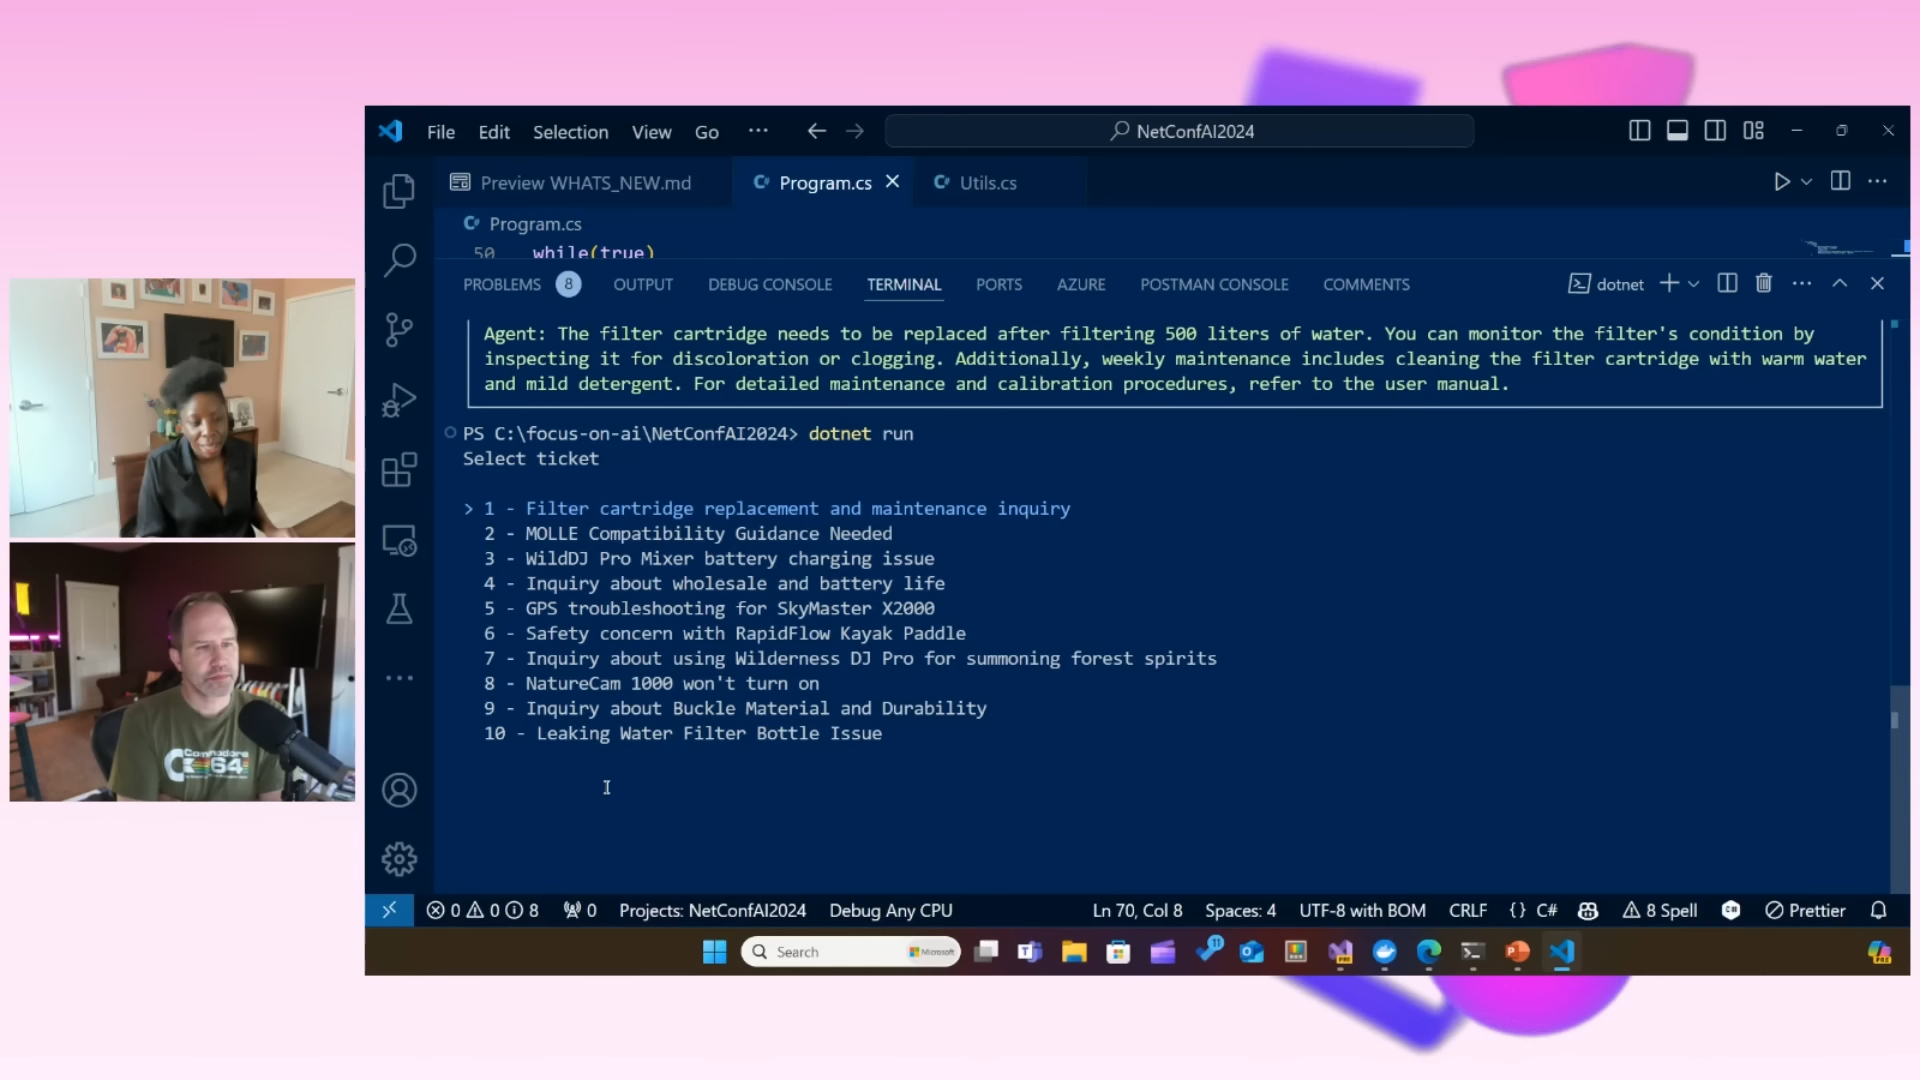 File Edit Selection View Go ··· NetConfAI2024
Preview WHATS_NEW.md Program.cs Utils.cs
Program.cs
50 while(true)
PROBLEMS 8 OUTPUT DEBUG CONSOLE TERMINAL PORTS AZURE POSTMAN CONSOLE COMMENTS dotnet
Agent: The filter cartridge needs to be replaced after filtering 500 liters of water. You can monitor the filter's condition by
inspecting it for discoloration or clogging. Additionally, weekly maintenance includes cleaning the filter cartridge with warm water
and mild detergent. For detailed maintenance and calibration procedures, refer to the user manual.
PS C:\focus-on-ai\NetConfAI2024> dotnet run
Select ticket
> 1 - Filter cartridge replacement and maintenance inquiry
2 - MOLLE Compatibility Guidance Needed
3 - WildDJ Pro Mixer battery charging issue
4 - Inquiry about wholesale and battery life
5 - GPS troubleshooting for SkyMaster X2000
6 - Safety concern with RapidFlow Kayak Paddle
7 - Inquiry about using Wilderness DJ Pro for summoning forest spirits
8 - NatureCam 1000 won't turn on
9 - Inquiry about Buckle Material and Durability
10 - Leaking Water Filter Bottle Issue
Commodore
C 64
0 0 8 0 Projects: NetConfAI2024 Debug Any CPU Ln 70, Col 8 Spaces: 4 UTF-8 with BOM CRLF {} C# 8 Spell Prettier
Search Microsoft 11 PRE PRE